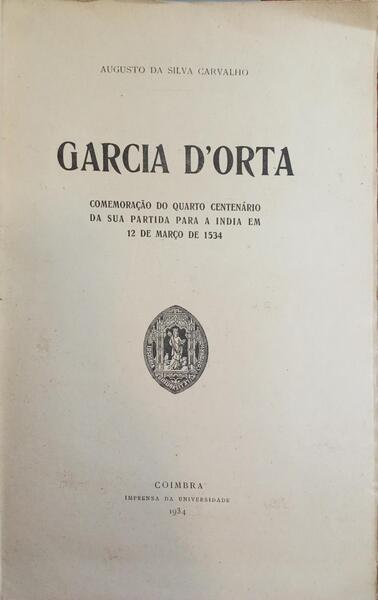 AUGUSTO DA SILVA CARVALHO
GARCIA D'ORTA
COMEMORAÇÃO DO QUARTO CENTENÁRIO
DA SUA PARTIDA PARA A INDIA EM
12 DE MARÇO DE 1534
COIMBRA
IMPRENSA DA UNIVERSIDADE
1934